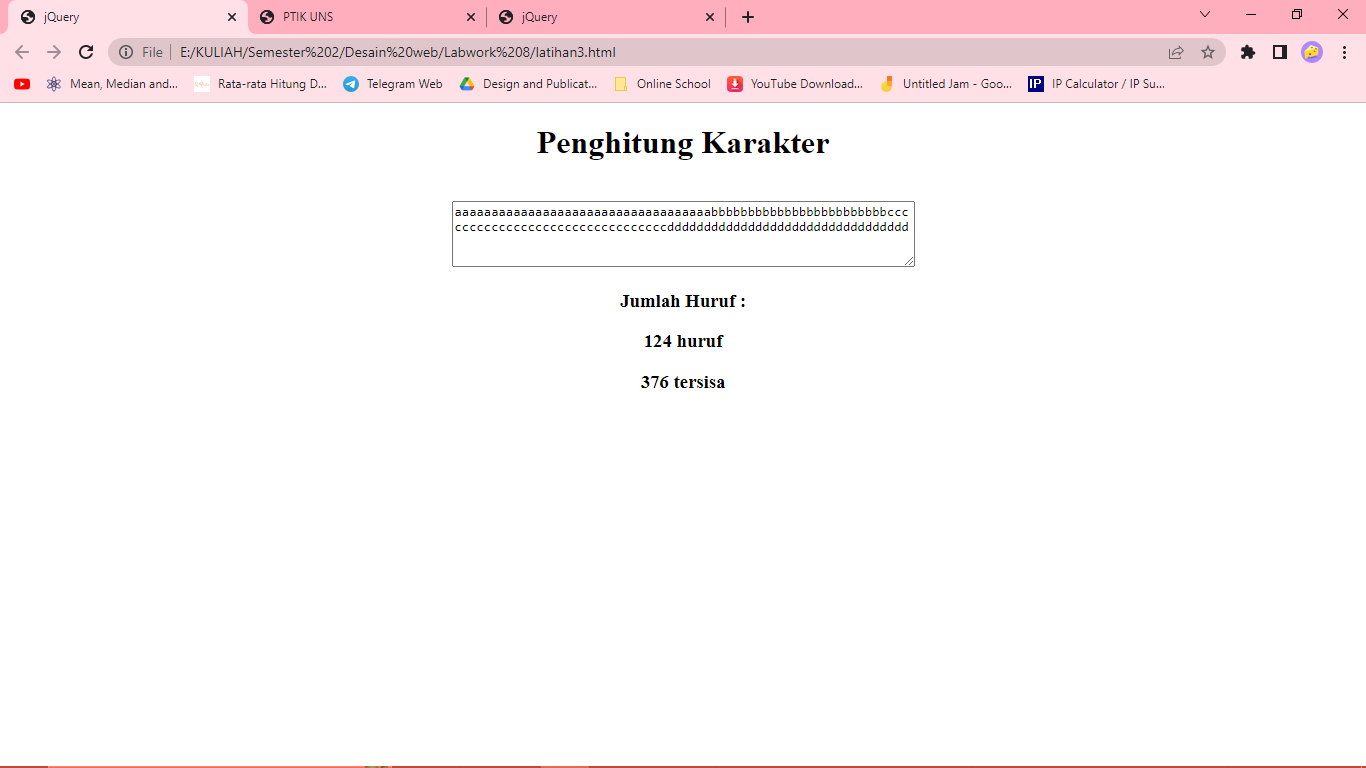 jQuery
PTIK UNS
jQuery
File
E:/KULIAH/Semester%202/Desain%20web/Labwork%208/latihan3.html
Mean, Median and...
Rata-rata Hitung D...
Telegram Web
Design and Publicat...
Online School
YouTube Download...
Untitled Jam - Goo...
IP
IP Calculator / IP Su...
Penghitung Karakter
aaaaaaaaaaaaaaaaaaaaaaaaaaaaaaaaaaabbbbbbbbbbbbbbbbbbbbbbbbccc
cccccccccccccccccccccccccccccddddddddddddddddddddddddddddddddd
Jumlah Huruf :
124 huruf
376 tersisa